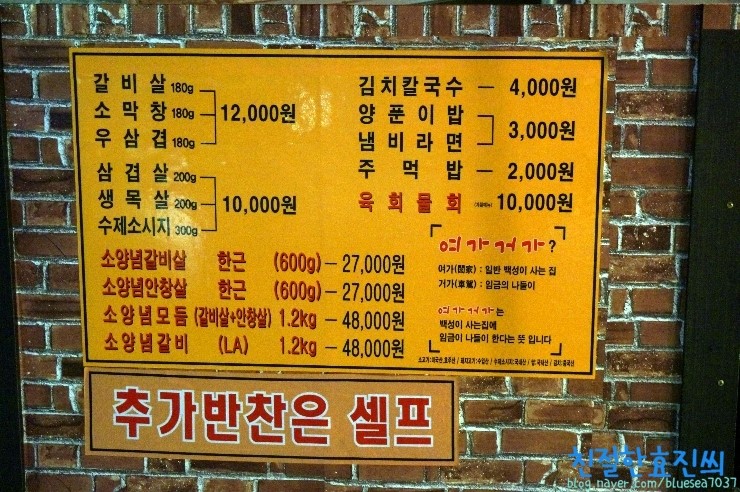 갈비살 180g
소막창 180g
우삼겹 180g
12,000원
삼겹살 200g
생목살 200g
수제소시지 300g
10,000원
소양념갈비살 한근 (600g) – 27,000원
소양념안창살 한근 (600g) – 27,000원
소양념모듬 (갈비살+안창살) 1.2kg – 48,000원
소양념갈비 (LA) 1.2kg – 48,000원
김치칼국수 – 4,000원
양푼이밥
냄비라면
3,000원
주먹밥 – 2,000원
육회물회 10,000원
여가거가?
여가(閭家) : 일반 백성이 사는 집
거가(車駕) : 임금의 나들이
여가거가는
백성이 사는집에
임금이 나들이 한다는 뜻 입니다
추가반찬은 셀프
친절한효진씨
blog.naver.com/bluesea7037